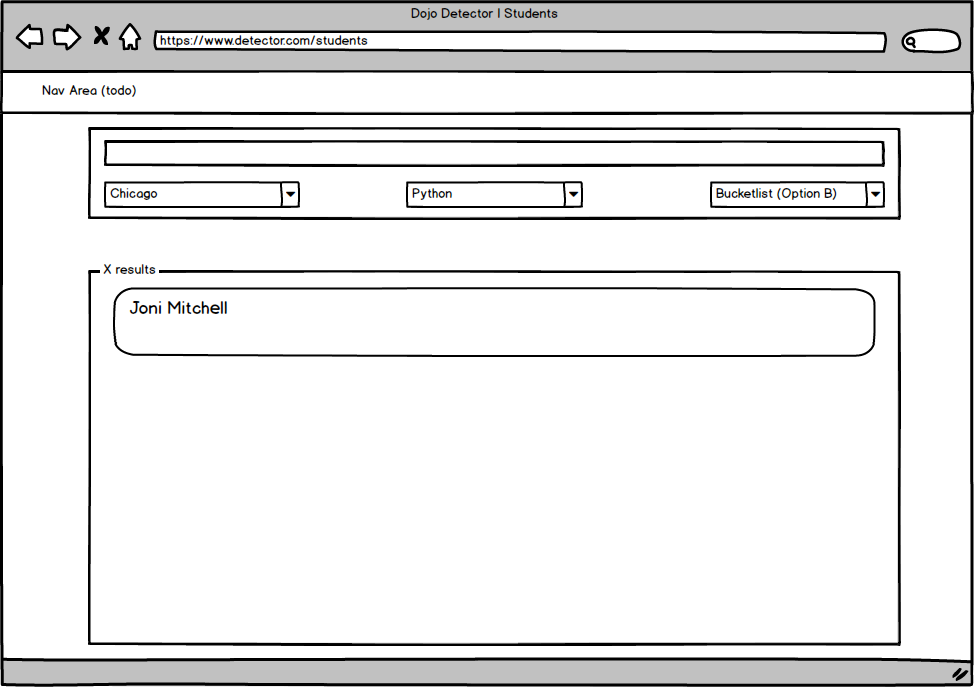 Dojo Detector | Students
https://www.detector.com/students
Nav Area (todo)
Chicago
Python
Bucketlist (Option B)
X results
Joni Mitchell